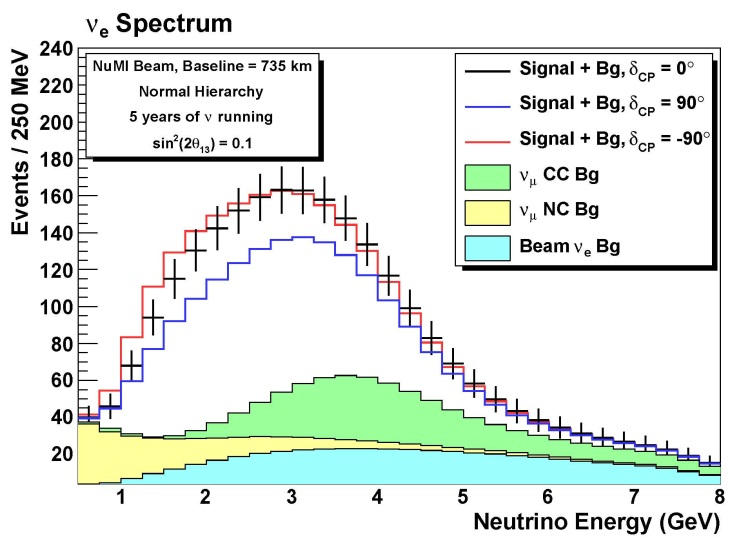 νe Spectrum
Events / 250 MeV
240
220
200
180
160
140
120
100
80
60
40
20
NuMI Beam, Baseline = 735 km
Normal Hierarchy
5 years of ν running
sin²(2θ₁₃) = 0.1
Signal + Bg, δCP = 0°
Signal + Bg, δCP = 90°
Signal + Bg, δCP = -90°
νμ CC Bg
νμ NC Bg
Beam νe Bg
1 2 3 4 5 6 7 8
Neutrino Energy (GeV)